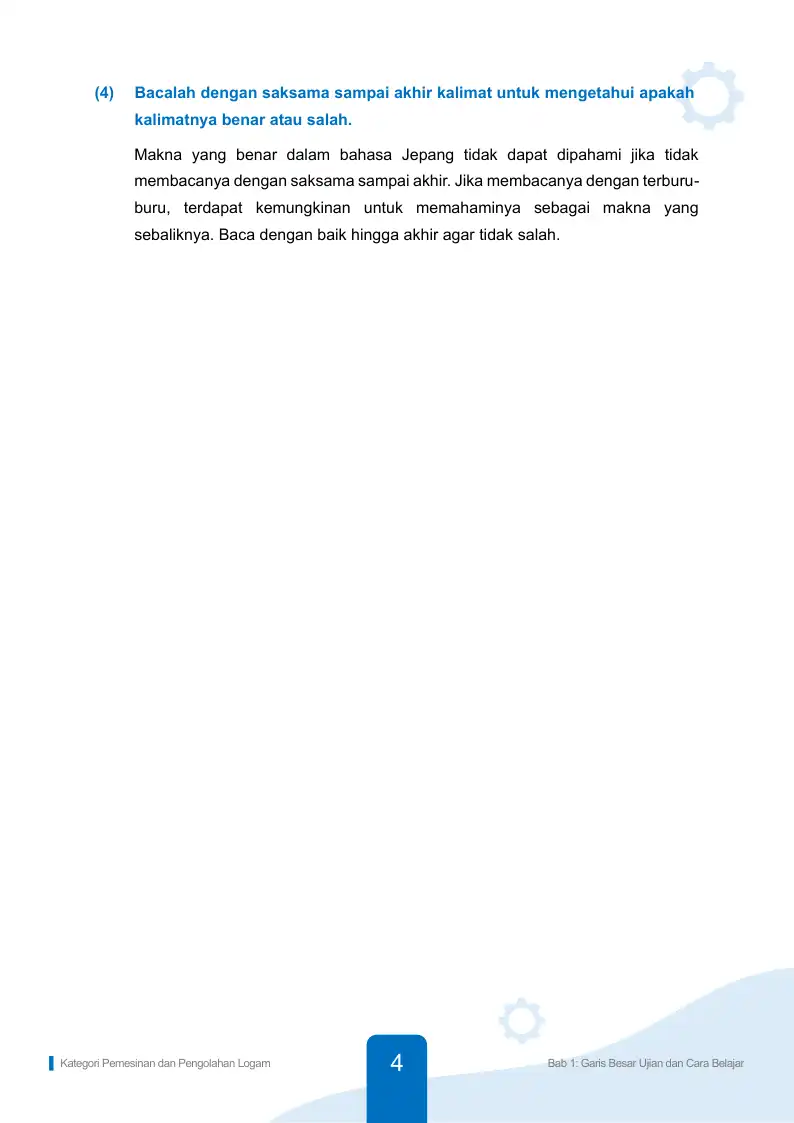 (4) Bacalah dengan saksama sampai akhir kalimat untuk mengetahui apakah
kalimatnya benar atau salah.
Makna yang benar dalam bahasa Jepang tidak dapat dipahami jika tidak
membacanya dengan saksama sampai akhir. Jika membacanya dengan terburu-
buru, terdapat kemungkinan untuk memahaminya sebagai makna yang
sebaliknya. Baca dengan baik hingga akhir agar tidak salah.
Kategori Pemesinan dan Pengolahan Logam
4
Bab 1: Garis Besar Ujian dan Cara Belajar